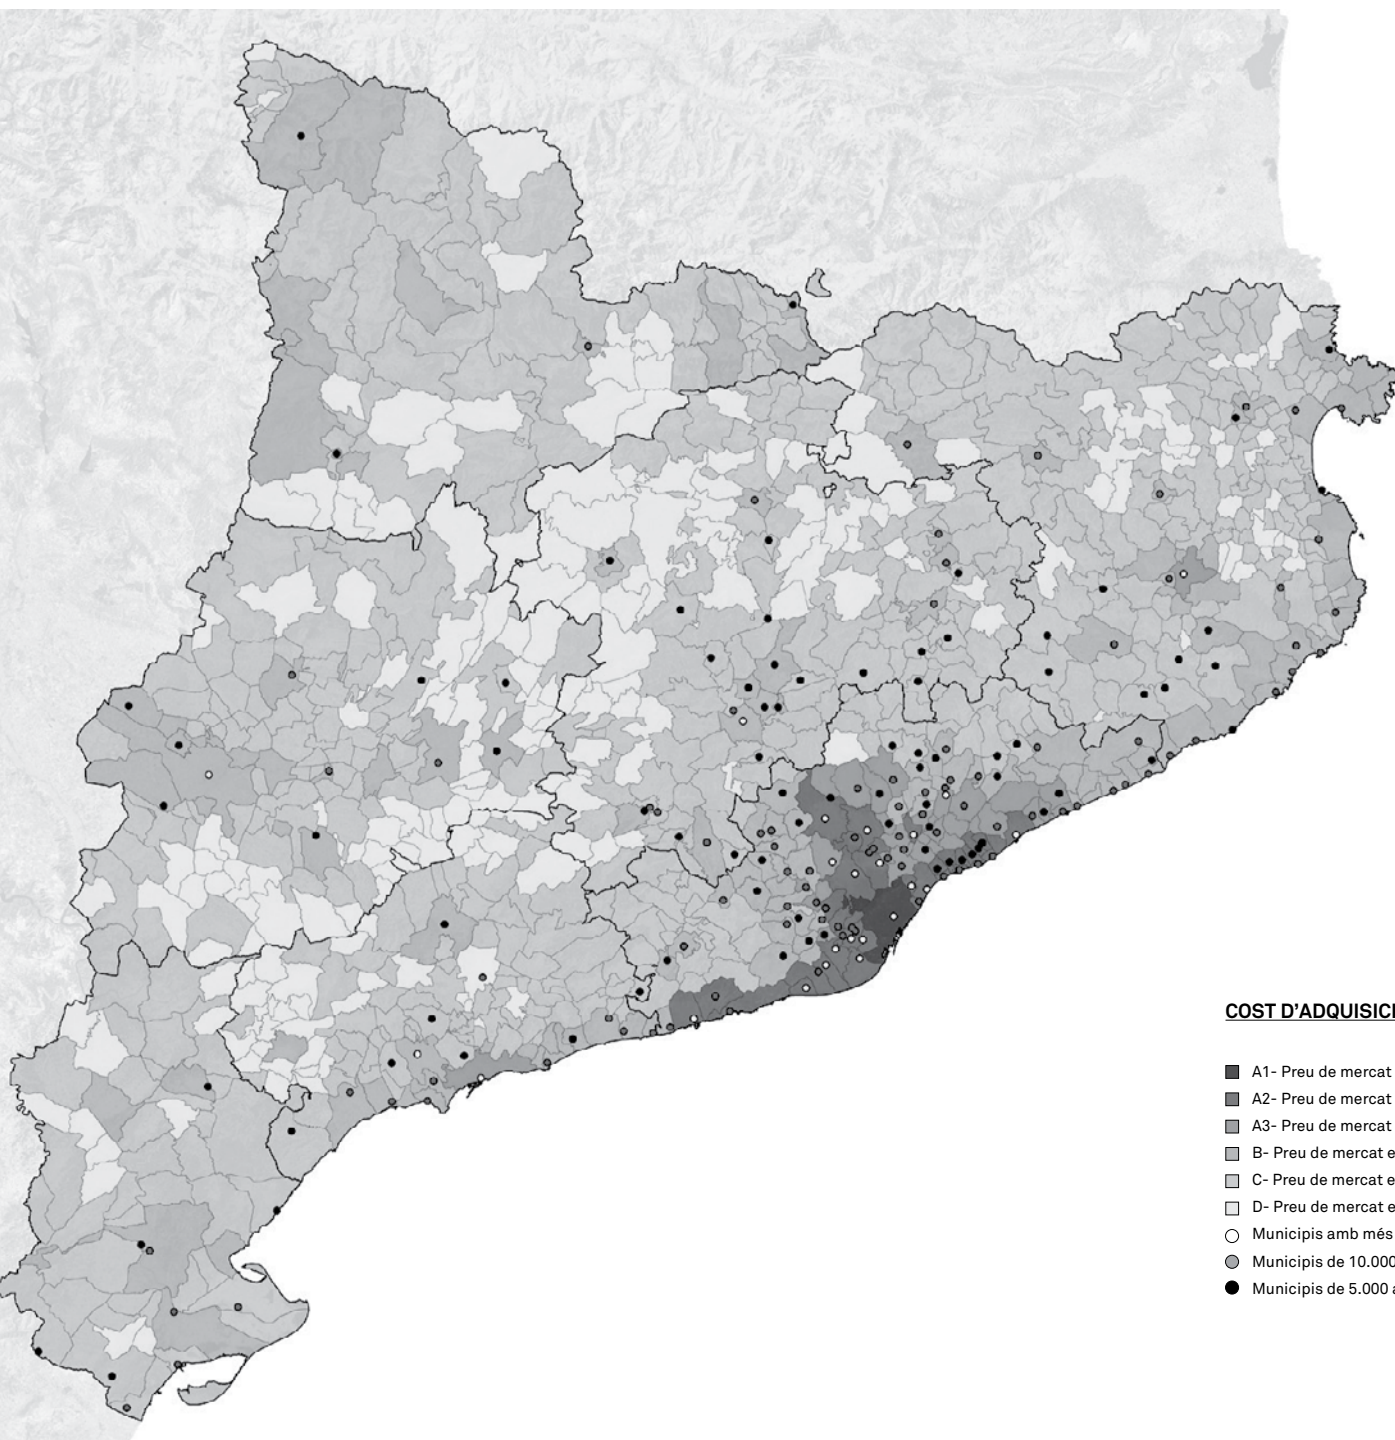 COST D'ADQUISICI
A1- Preu de mercat
A2- Preu de mercat
A3- Preu de mercat
B- Preu de mercat e
C- Preu de mercat e
D- Preu de mercat e
Municipis amb més
Municipis de 10.000
Municipis de 5.000 a